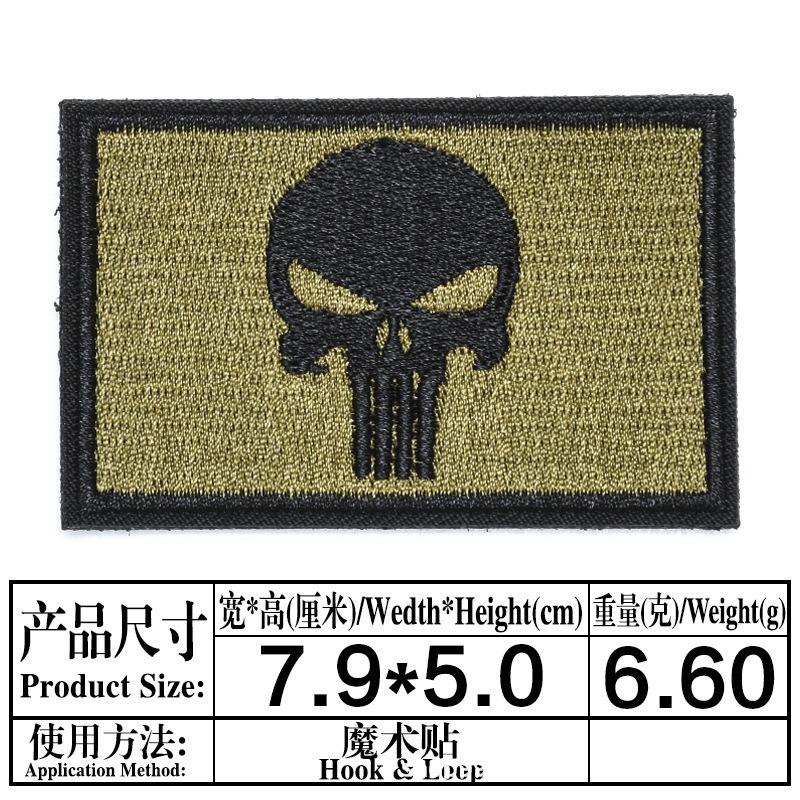 产品尺寸
Product Size:
宽*高(厘米)/Wedth*Height(cm)
重量(克)/Weight(g)
7.9*5.0
6.60
使用方法:
Application Method:
魔术贴
Hook & Loop